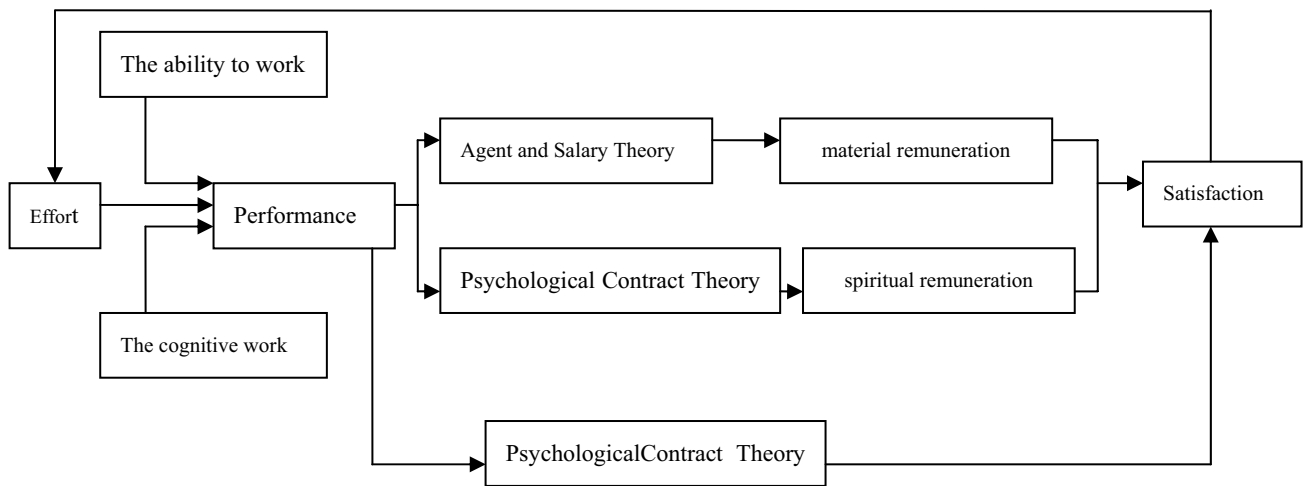 The ability to work
Agent and Salary Theory
material remuneration
Effort
Performance
Satisfaction
Psychological Contract Theory
spiritual remuneration
The cognitive work
PsychologicalContract Theory